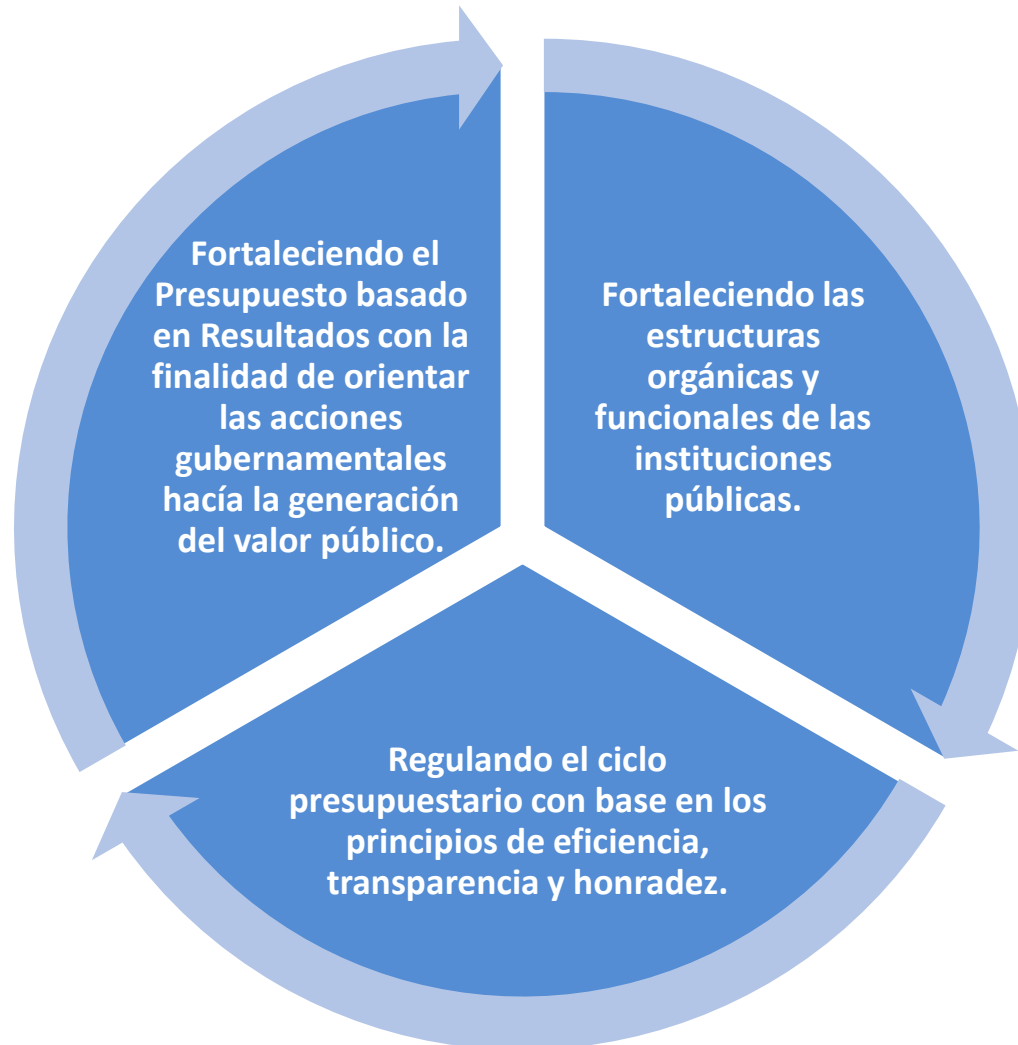 Fortaleciendo el
Presupuesto basado
en Resultados con la
finalidad de orientar
las acciones
gubernamentales
hacía la generación
del valor público.
Fortaleciendo las
estructuras
orgánicas y
funcionales de las
instituciones
públicas.
Regulando el ciclo
presupuestario con base en los
principios de eficiencia,
transparencia y honradez.